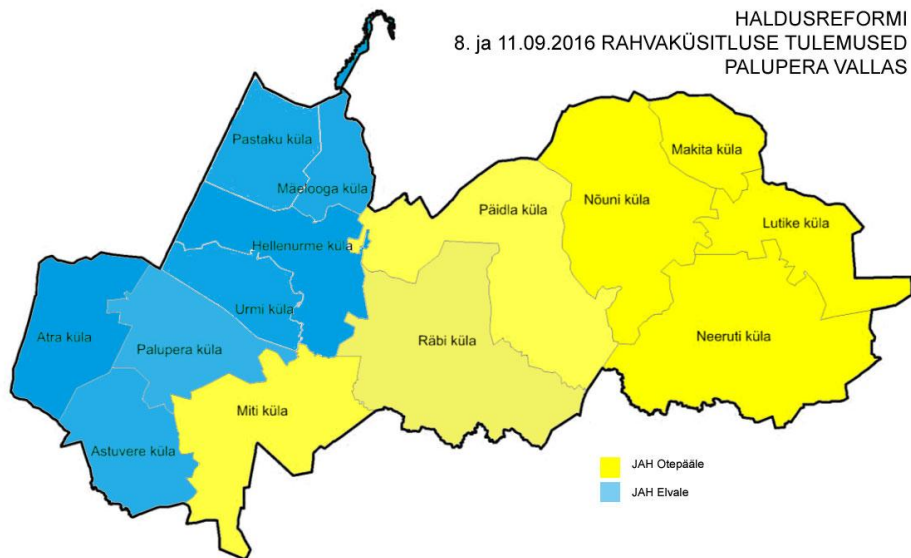 HALDUSREFORMI
8. ja 11.09.2016 RAHVAKÜSITLUSE TULEMUSED
PALUPERA VALLAS
Pastaku küla
Mäelooga küla
Makita küla
Päidla küla
Nõuni küla
Lutike küla
Hellenurme küla
Urmi küla
Atra küla
Palupera küla
Räbi küla
Neeruti küla
Miti küla
Astuvere küla
JAH Otepääle
JAH Elvale